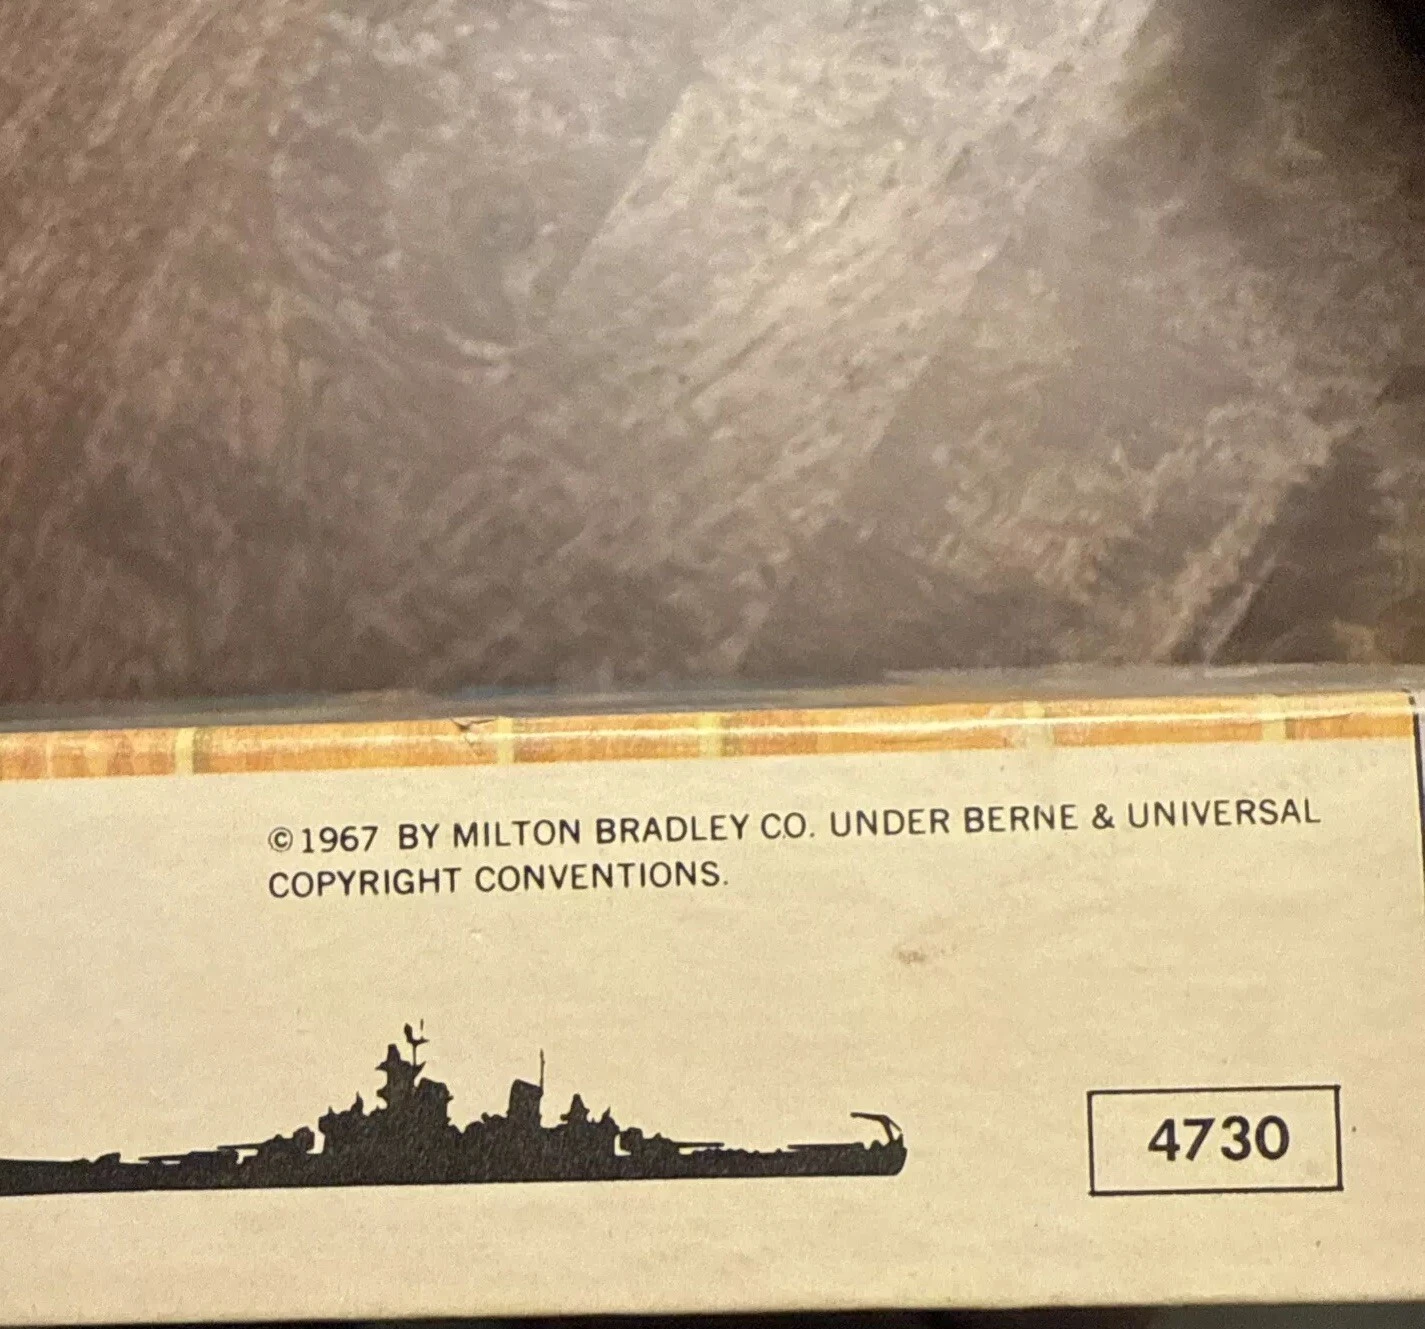 ©1967 BY MILTON BRADLEY CO. UNDER BERNE & UNIVERSAL
COPYRIGHT CONVENTIONS.
4730